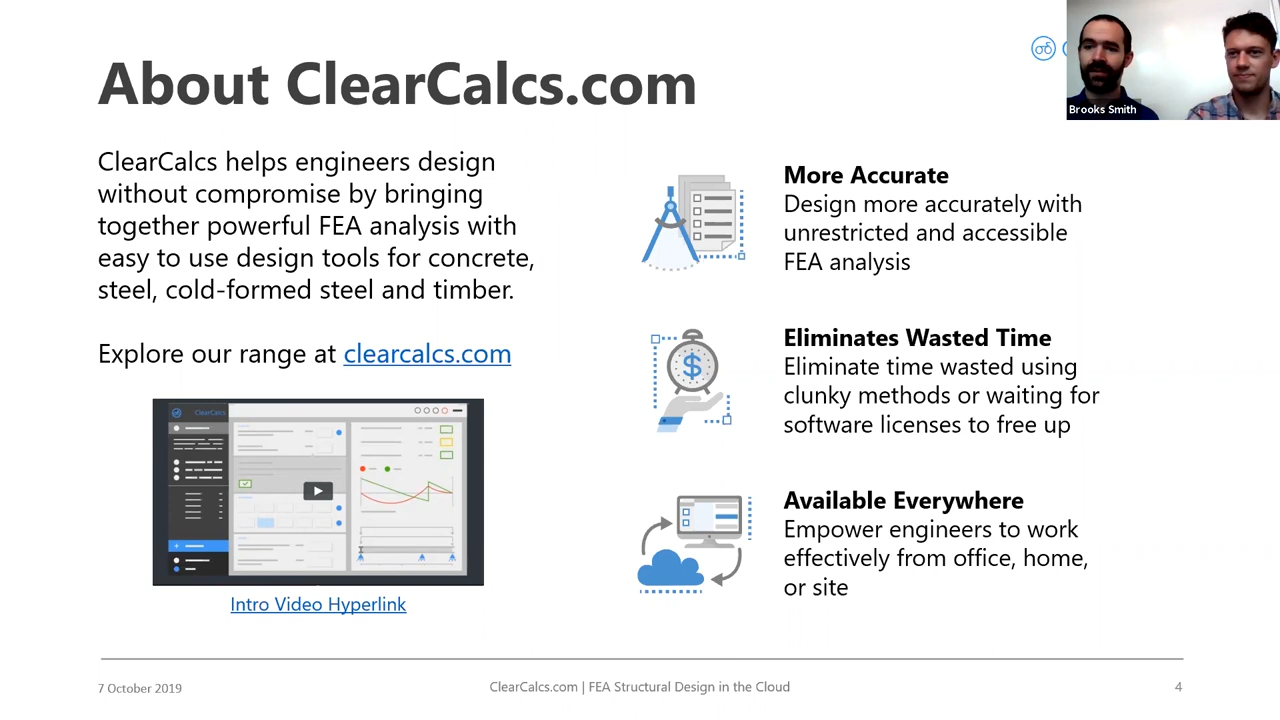 About ClearCalcs.com
Brooks Smith
ClearCalcs helps engineers design
without compromise by bringing
together powerful FEA analysis with
easy to use design tools for concrete,
steel, cold-formed steel and timber.
Explore our range at clearcalcs.com
ClearCalcs
Intro Video Hyperlink
More Accurate
Design more accurately with
unrestricted and accessible
FEA analysis
Eliminates Wasted Time
Eliminate time wasted using
clunky methods or waiting for
software licenses to free up
Available Everywhere
Empower engineers to work
effectively from office, home,
or site
7 October 2019
ClearCalcs.com | FEA Structural Design in the Cloud
4